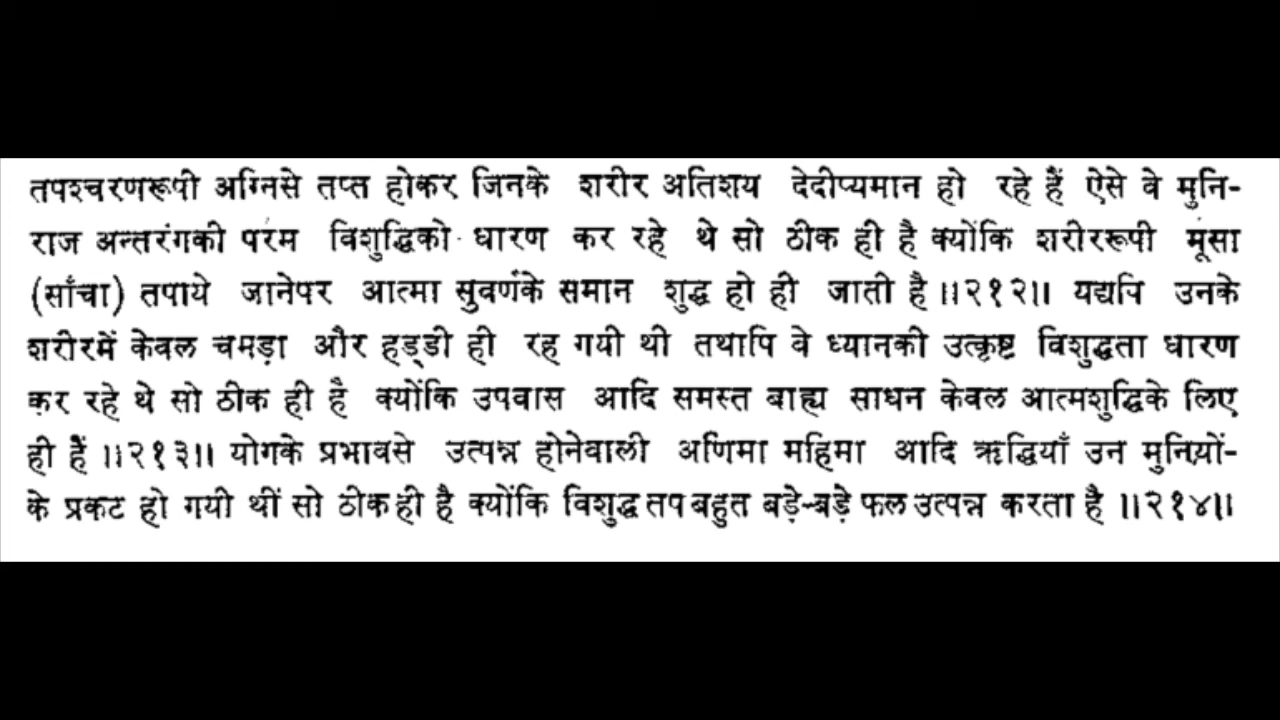 तपश्चरणरूपी अग्निसे तप्त होकर जिनके शरीर अतिशय देदीप्यमान हो रहे हैं ऐसे वे मुनि-
राज अन्तरंगकी परम विशुद्धिको धारण कर रहे थे सो ठीक ही है क्योंकि शरीररूपी मूसा
(साँचा) तपाये जानेपर आत्मा सुवर्णके समान शुद्ध हो ही जाती है ॥२१२॥ यद्यपि उनके
शरीरमें केवल चमड़ा और हड्डी ही रह गयी थी तथापि वे ध्यानकी उत्कृष्ट विशुद्धता धारण
कर रहे थे सो ठीक ही है क्योंकि उपवास आदि समस्त बाह्य साधन केवल आत्मशुद्धिके लिए
ही हैं ॥२१३॥ योगके प्रभावसे उत्पन्न होनेवाली अणिमा महिमा आदि ऋद्धियाँ उन मुनियों-
के प्रकट हो गयी थीं सो ठीक ही है क्योंकि विशुद्ध तप बहुत बड़े-बड़े फल उत्पन्न करता है ॥२१४॥